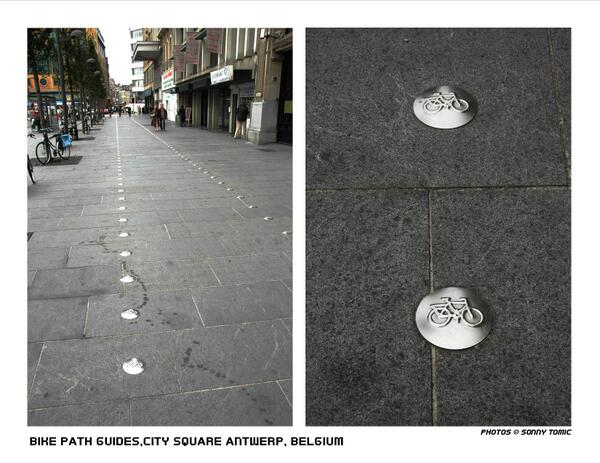 PHOTOS © SONNY TOMIC
BIKE PATH GUIDES,CITY SQUARE ANTWERP, BELGIUM